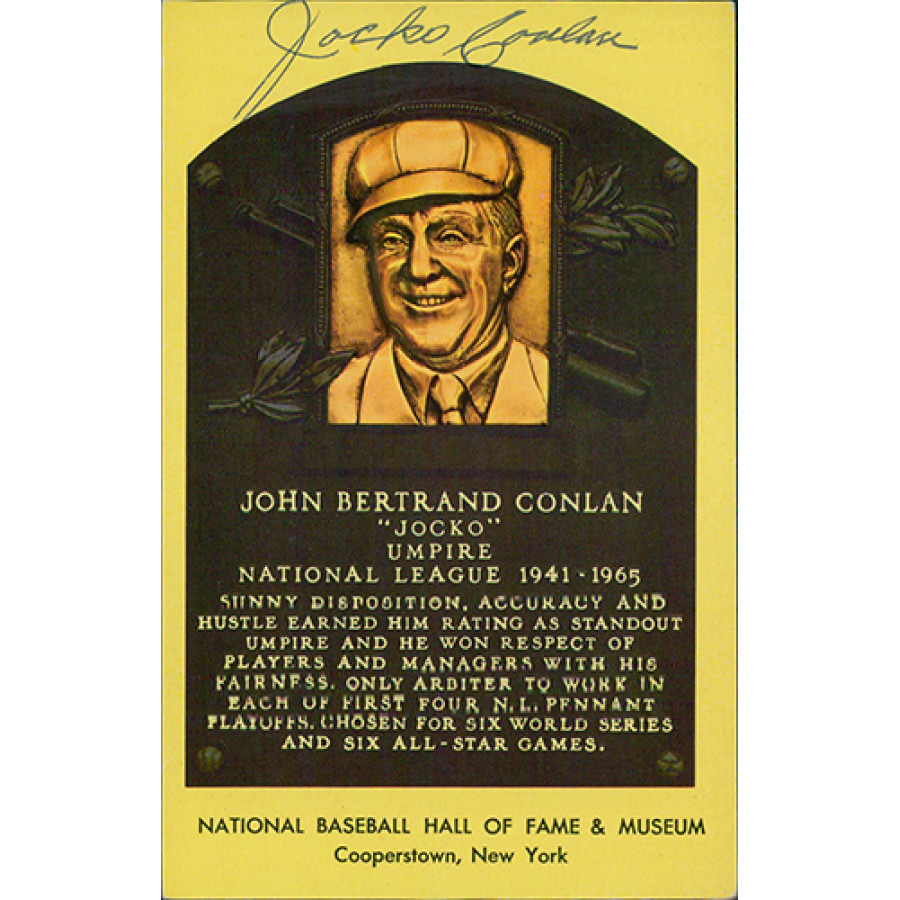 Jocko Conlan
JOHN BERTRAND CONLAN
"JOCKO"
UMPIRE
NATIONAL LEAGUE 1941-1965
SUNNY DISPOSITION, ACCURACY AND
HUSTLE EARNED HIM RATING AS STANDOUT
UMPIRE AND HE WON RESPECT OF
PLAYERS AND MANAGERS WITH HIS
FAIRNESS. ONLY ARBITER TO WORK IN
EACH OF FIRST FOUR N.L. PENNANT
PLAYOFFS. CHOSEN FOR SIX WORLD SERIES
AND SIX ALL-STAR GAMES.
NATIONAL BASEBALL HALL OF FAME & MUSEUM
Cooperstown, New York